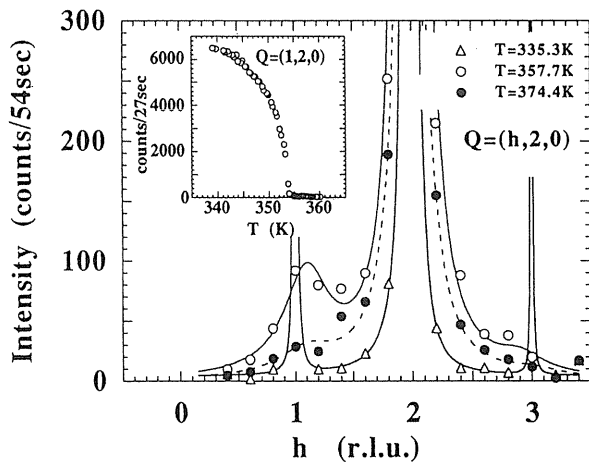 Intensity (counts/54sec)
300
200
100
0
0
1
2
3
h (r.l.u.)
T=335.3K
T=357.7K
T=374.4K
Q=(h,2,0)
Q=(1,2,0)
counts/27sec
6000
4000
2000
0
340
350
360
T (K)